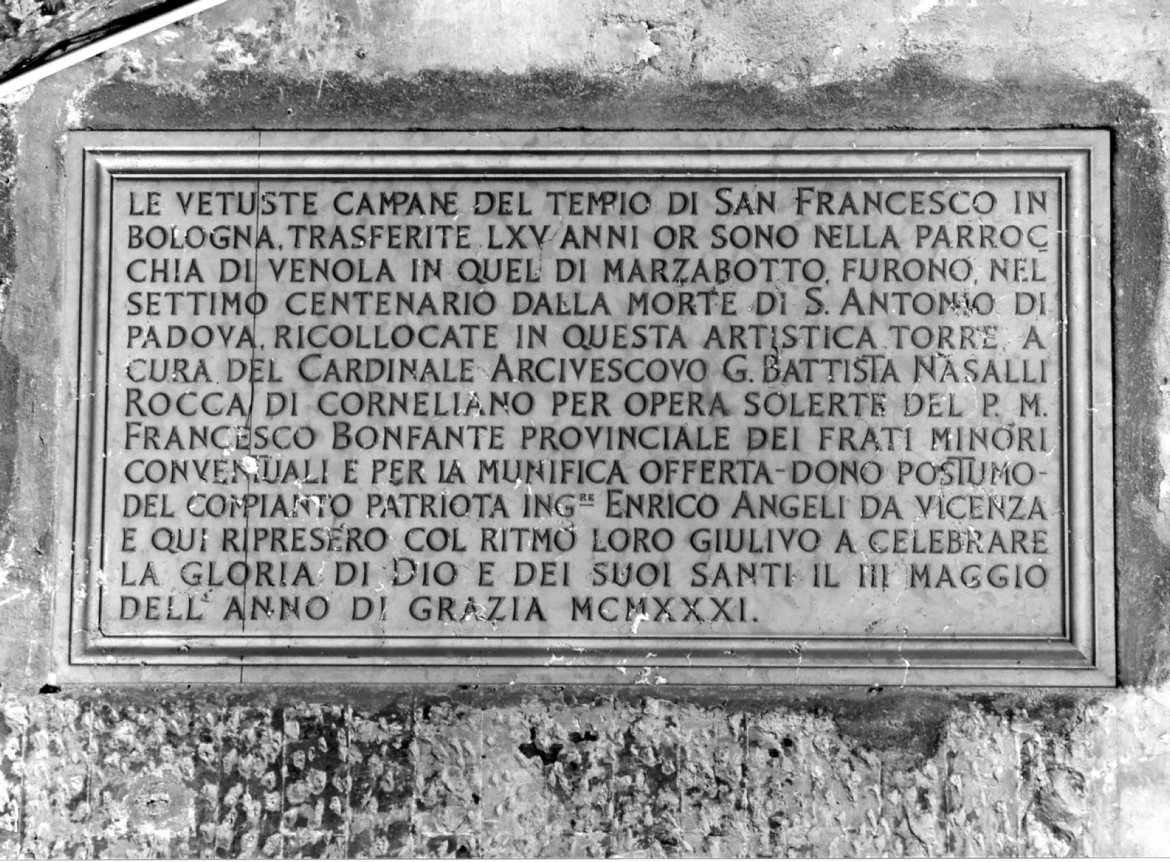 LE VETUSTE CAMPANE DEL TEMPIO DI SAN FRANCESCO IN
BOLOGNA, TRASFERITE LXV ANNI OR SONO NELLA PARROC
CHIA DI VENOLA IN QUEL DI MARZABOTTO, FURONO NEL
SETTIMO CENTENARIO DALLA MORTE DI S. ANTONIO DI
PADOVA, RICOLLOCATE IN QUESTA ARTISTICA TORRE A
CURA DEL CARDINALE ARCIVESCOVO G. BATTISTA NASALLI
ROCCA DI CORNELIANO PER OPERA SOLERTE DEL P. M.
FRANCESCO BONFANTE PROVINCIALE DEI FRATI MINORI
CONVENTUALI E PER LA MUNIFICA OFFERTA-DONO POSTUMO-
DEL COMPIANTO PATRIOTA ING.RE ENRICO ANGELI DA VICENZA
E QUI RIPRESERO COL RITMO LORO GIULIVO A CELEBRARE
LA GLORIA DI DIO E DEI SUOI SANTI IL III MAGGIO
DELL'ANNO DI GRAZIA MCMXXXI.